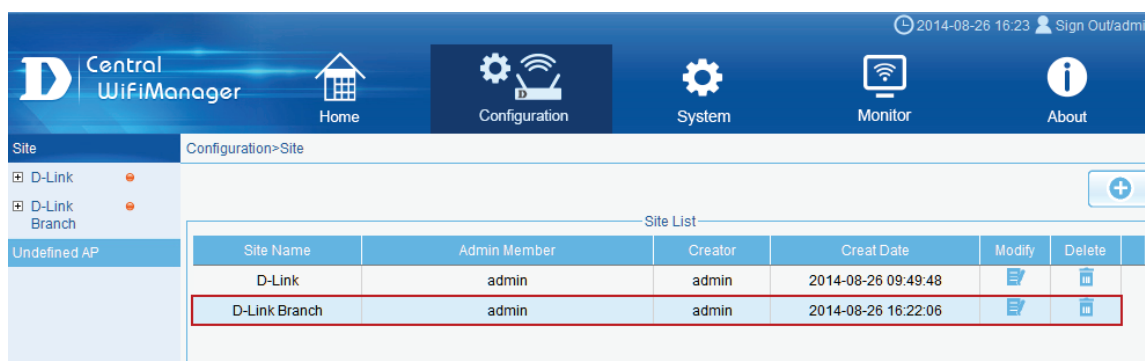 2014-08-26 16:23 Sign Out/admi
D Central
WiFiManager
Home Configuration System Monitor About
D
Site Configuration>Site
D-Link
D-Link
Branch
Site List
Undefined AP Site Name Admin Member Creator Creat Date Modify Delete
D-Link admin admin 2014-08-26 09:49:48
D-Link Branch admin admin 2014-08-26 16:22:06